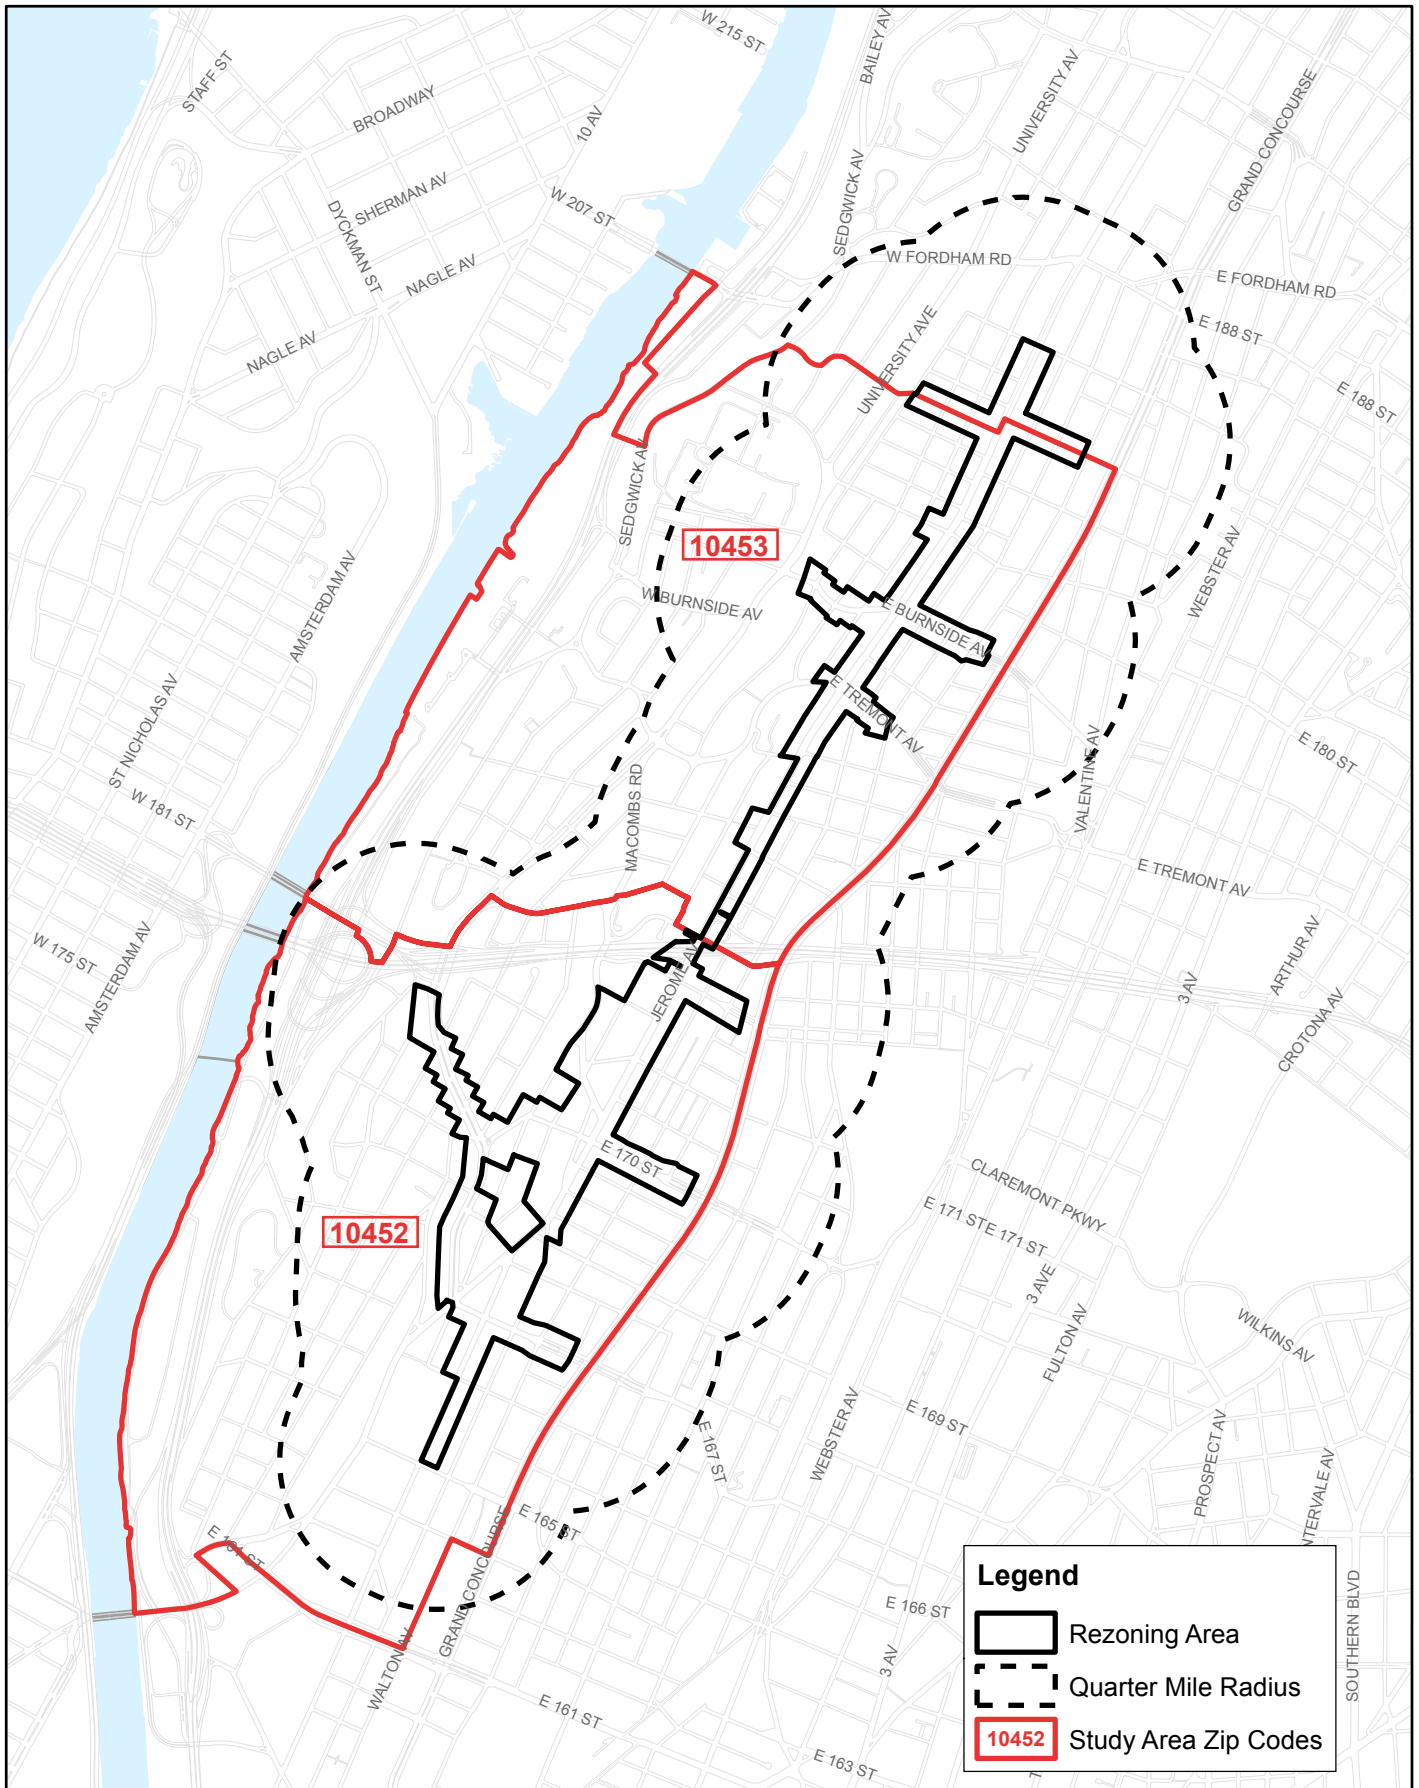 W 215 ST
BAILEY AV
STAFF ST
BROADWAY
10 AV
UNIVERSITY AV
GRAND CONCOURSE
SHERMAN AV
SEDGWICK AV
W 207 ST
DYCKMAN ST
NAGLE AV
W FORDHAM RD
E FORDHAM RD
NAGLE AV
UNIVERSITY AVE
E 188 ST
E 188 ST
SEDGWICK AV
10453
WEBSTER AV
AMSTERDAM AV
W BURNSIDE AV
E BURNSIDE AV
ST NICHOLAS AV
E TREMONT AV
E 180 ST
VALENTINE AV
W 181 ST
MACOMBS RD
E TREMONT AV
W 175 ST
AMSTERDAM AV
JEROME AV
3 AV
ARTHUR AV
CROTONA AV
E 170 ST
CLAREMONT PKWY
10452
E 171 ST
E 171 ST
3 AVE
FULTON AV
WILKINS AV
WEBSTER AV
E 169 ST
E 167 ST
PROSPECT AV
NTERVALE AV
E 161 ST
E 165 ST
GRAND CONCOURSE
WALTON AV
E 161 ST
E 166 ST
3 AV
E 163 ST
SOUTHERN BLVD
Legend
Rezoning Area
Quarter Mile Radius
10452 Study Area Zip Codes